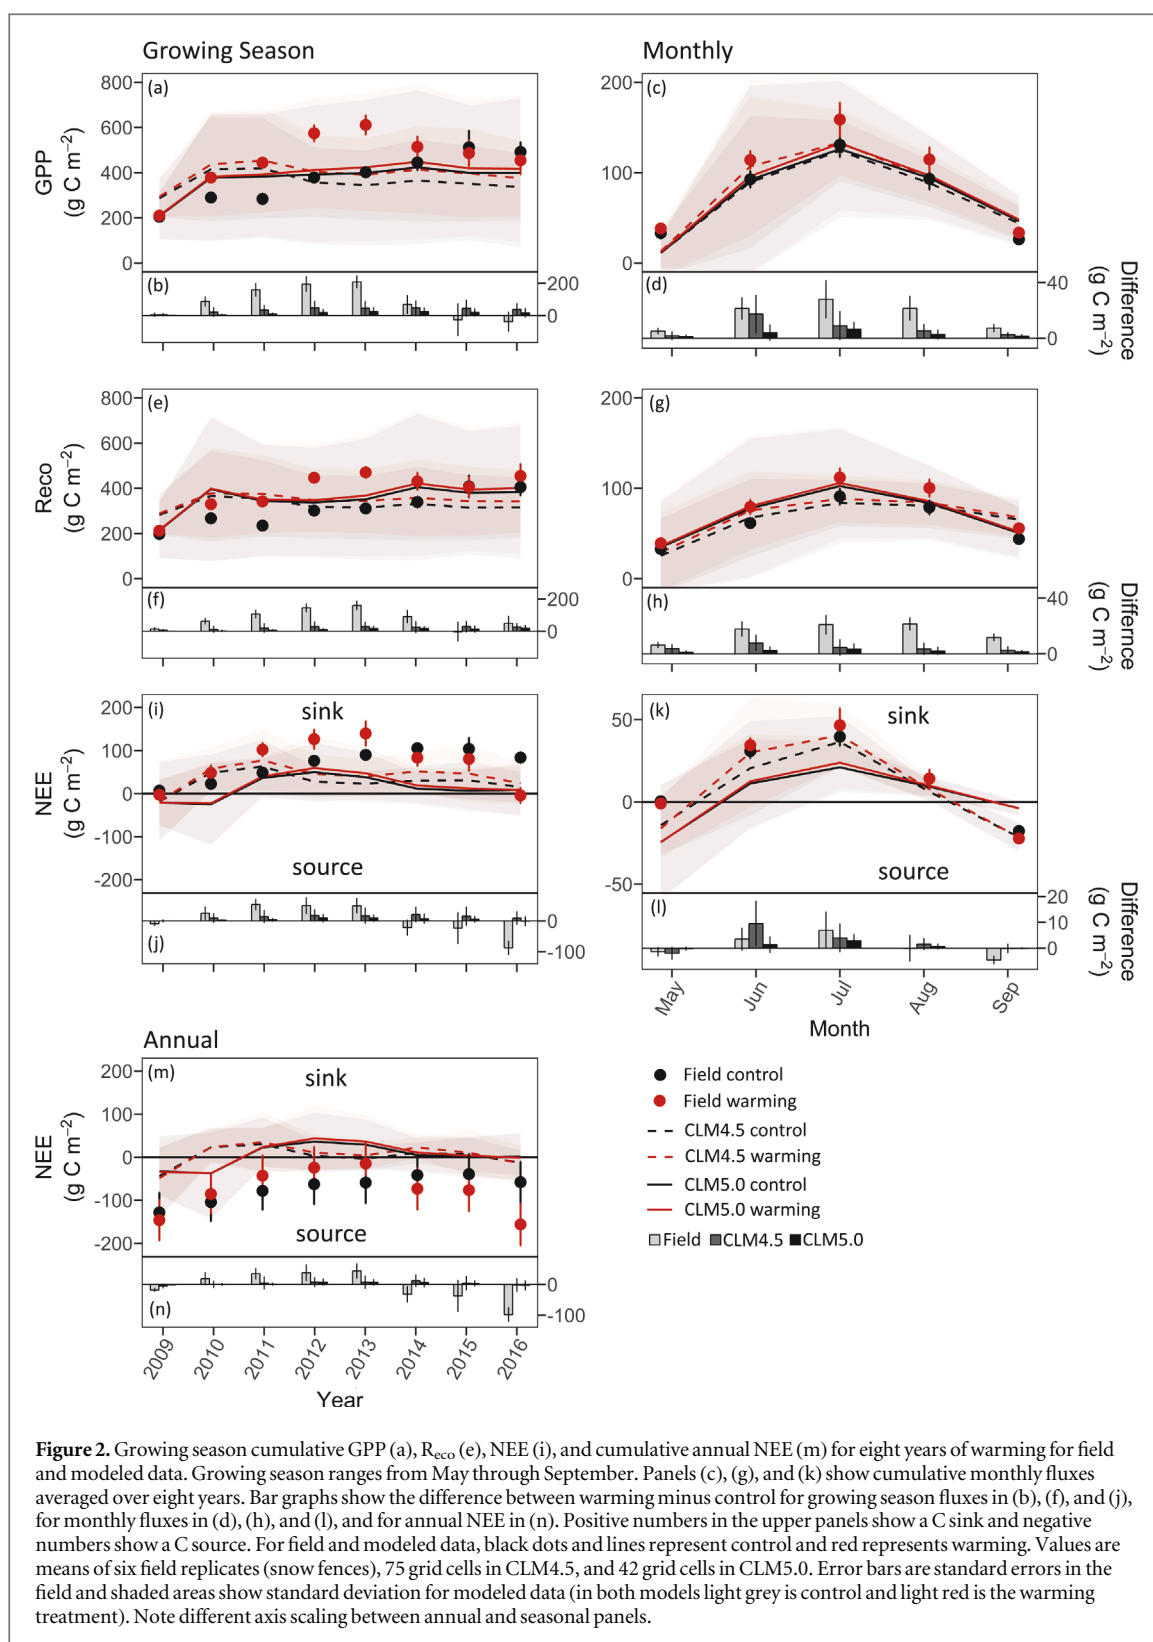 Growing Season
Monthly
(a)
800
600
400
200
0
GPP
(g C m−2)
(b)
200
0
(c)
200
100
0
(d)
40
0
Difference
(g C m−2)
(e)
800
600
400
200
0
Reco
(g C m−2)
(f)
200
0
(g)
200
100
0
(h)
40
0
Differnce
(g C m−2)
(i)
sink
200
100
0
-100
-200
NEE
(g C m−2)
source
(j)
0
-100
(k)
sink
50
0
-50
source
(l)
20
10
0
Difference
(g C m−2)
May
Jun
Jul
Aug
Sep
Month
Annual
(m)
sink
200
100
0
-100
-200
NEE
(g C m−2)
source
(n)
0
-100
2009
2010
2011
2012
2013
2014
2015
2016
Year
Field control
Field warming
CLM4.5 control
CLM4.5 warming
CLM5.0 control
CLM5.0 warming
Field CLM4.5 CLM5.0
Figure 2. Growing season cumulative GPP (a), Reco (e), NEE (i), and cumulative annual NEE (m) for eight years of warming for field
and modeled data. Growing season ranges from May through September. Panels (c), (g), and (k) show cumulative monthly fluxes
averaged over eight years. Bar graphs show the difference between warming minus control for growing season fluxes in (b), (f), and (j),
for monthly fluxes in (d), (h), and (l), and for annual NEE in (n). Positive numbers in the upper panels show a C sink and negative
numbers show a C source. For field and modeled data, black dots and lines represent control and red represents warming. Values are
means of six field replicates (snow fences), 75 grid cells in CLM4.5, and 42 grid cells in CLM5.0. Error bars are standard errors in the
field and shaded areas show standard deviation for modeled data (in both models light grey is control and light red is the warming
treatment). Note different axis scaling between annual and seasonal panels.